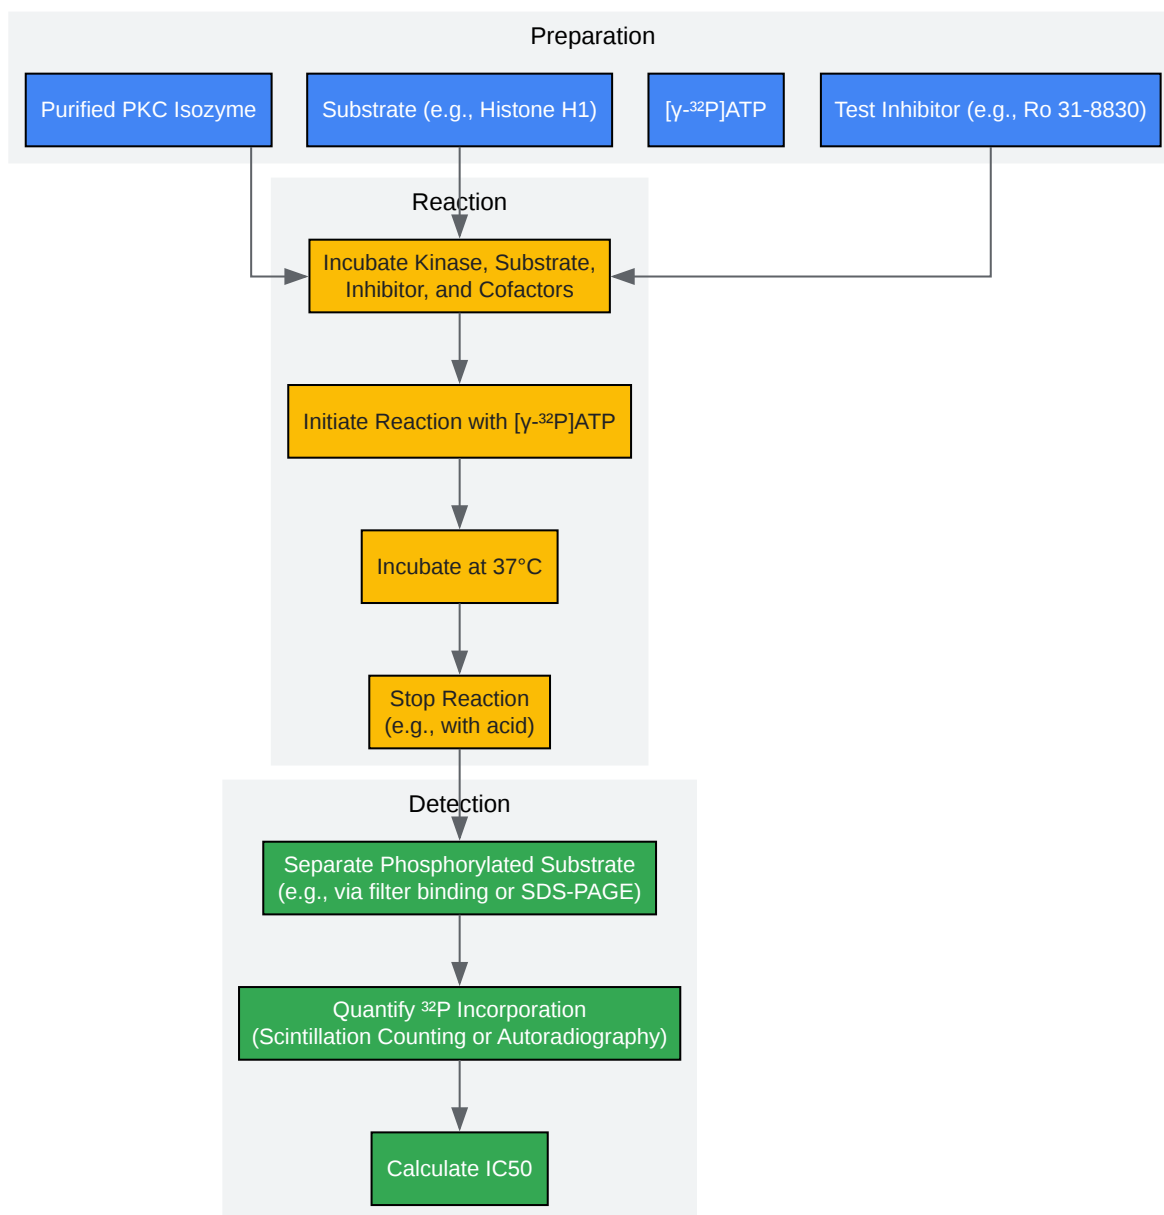 Preparation
Purified PKC Isozyme
Substrate (e.g., Histone H1)
[γ-³²P]ATP
Test Inhibitor (e.g., Ro 31-8830)
Reaction
Incubate Kinase, Substrate,
Inhibitor, and Cofactors
Initiate Reaction with [γ-³²P]ATP
Incubate at 37°C
Stop Reaction
(e.g., with acid)
Detection
Separate Phosphorylated Substrate
(e.g., via filter binding or SDS-PAGE)
Quantify ³²P Incorporation
(Scintillation Counting or Autoradiography)
Calculate IC50